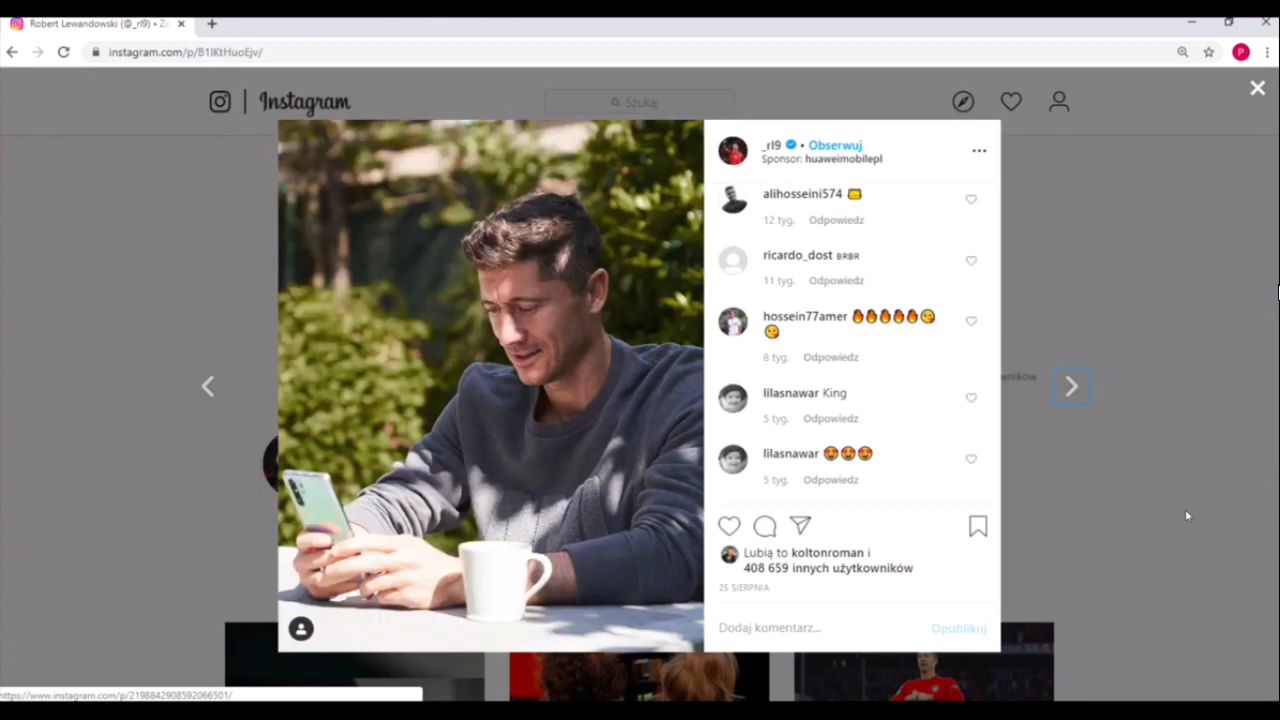 Robert Lewandowski (@_rl9) • Z
instagram.com/p/B1IKtHuoEjv/
P
Instagram
Szukaj
_rl9 • Obserwuj
Sponsor: huaweimobilepl
alihosseini574
12 tyg. Odpowiedz
ricardo_dost BRBR
11 tyg. Odpowiedz
hossein77amer
8 tyg. Odpowiedz
lilasnawar King
5 tyg. Odpowiedz
lilasnawar
5 tyg. Odpowiedz
Lubią to koltonroman i
408 659 innych użytkowników
25 SIERPNIA
Dodaj komentarz... Opublikuj
https://www.instagram.com/p/2198842908592066501/